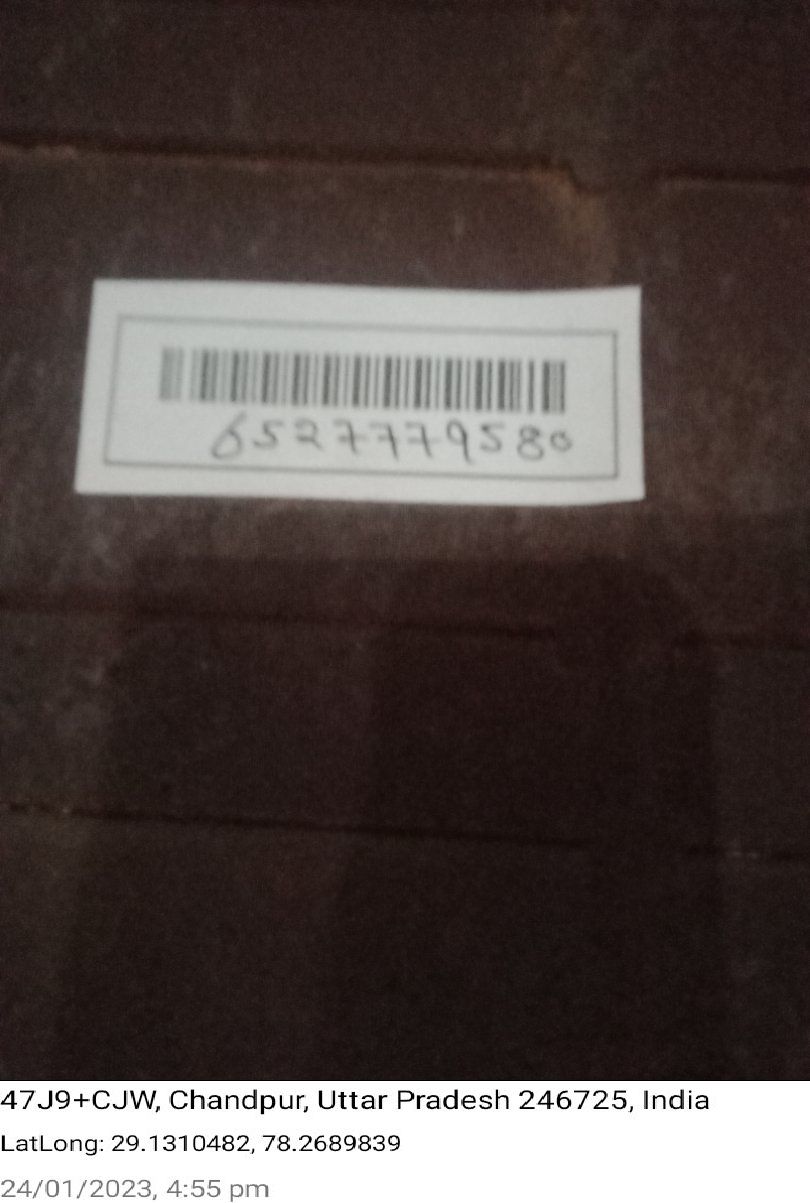 6527779580
47J9+CJW, Chandpur, Uttar Pradesh 246725, India
LatLong: 29.1310482, 78.2689839
24/01/2023, 4:55 pm